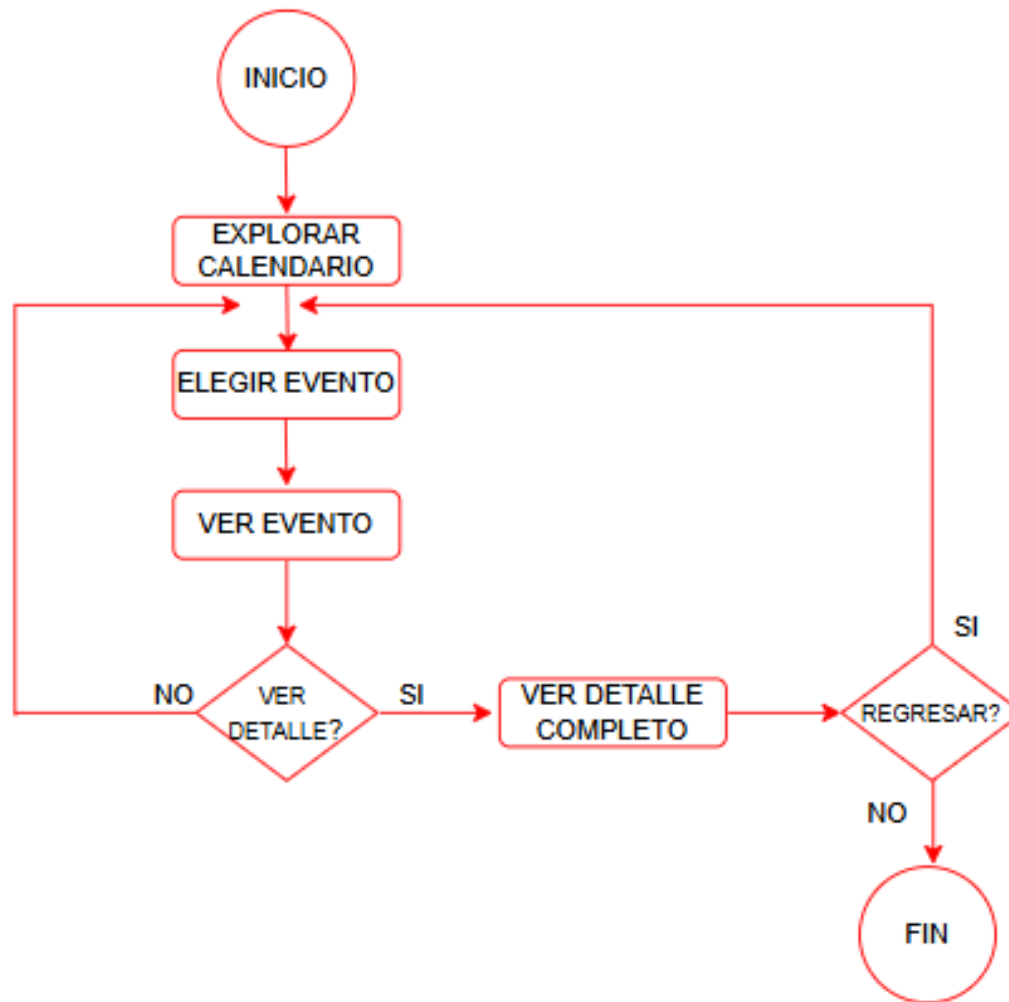 INICIO
EXPLORAR
CALENDARIO
ELEGIR EVENTO
VER EVENTO
NO
VER
DETALLE?
SI
VER DETALLE
COMPLETO
SI
REGRESAR?
NO
FIN